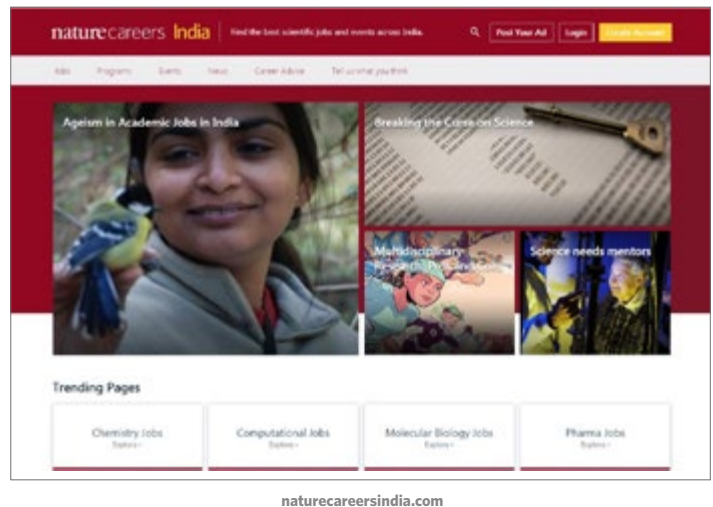 naturecareers India
Find the best scientific jobs and events across India.
Post Your Ad
Login
Create Account
Jobs Programs Events News Career Advice Tell us what you think
Ageism in Academic Jobs in India
Breaking the Curse on Science
Multidisciplinary
Science needs mentors
Trending Pages
Chemistry Jobs
Explore
Computational Jobs
Explore
Molecular Biology Jobs
Explore
Pharma Jobs
Explore
naturecareersindia.com